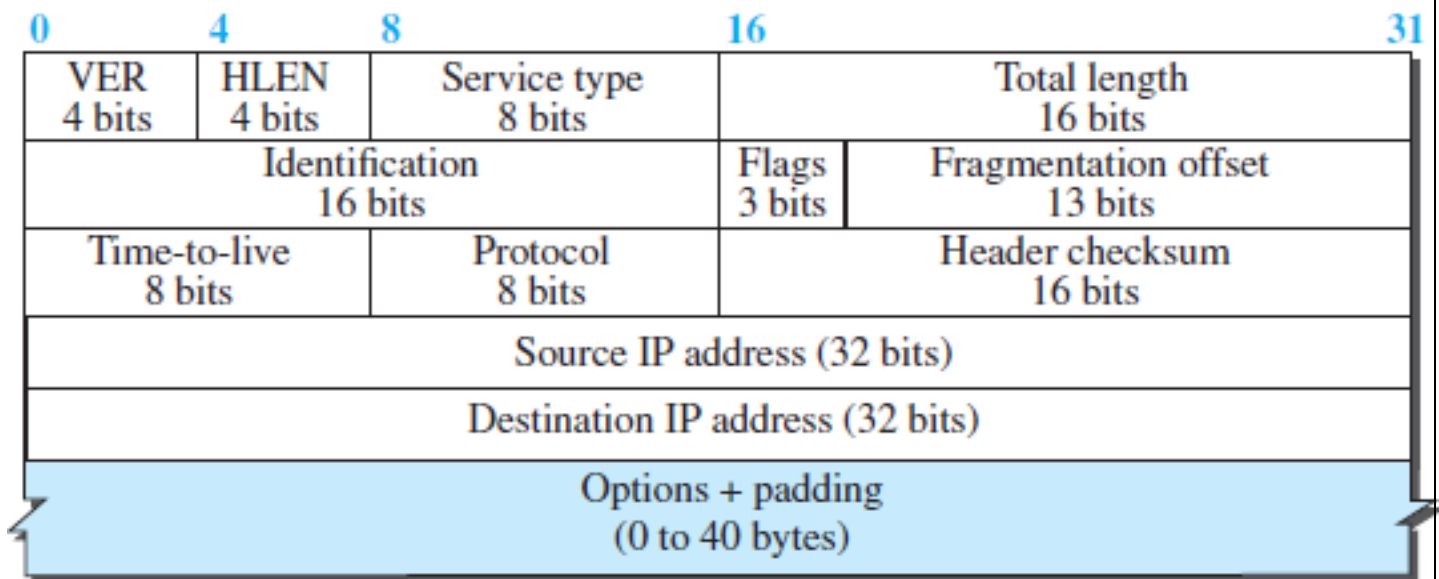 0 4 8 16 31
VER HLEN Service type Total length
4 bits 4 bits 8 bits 16 bits
Identification Flags Fragmentation offset
16 bits 3 bits 13 bits
Time-to-live Protocol Header checksum
8 bits 8 bits 16 bits
Source IP address (32 bits)
Destination IP address (32 bits)
Options + padding
(0 to 40 bytes)